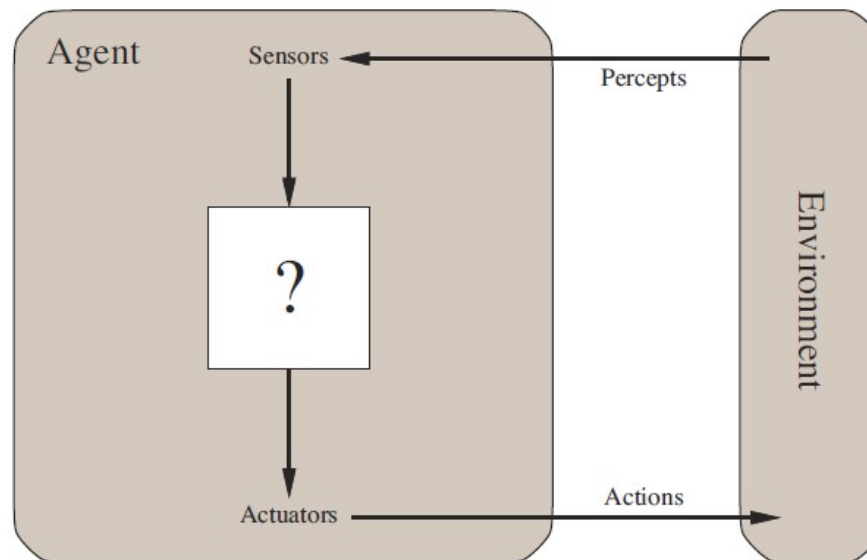 Agent
Sensors
Percepts
?
Environment
Actuators
Actions